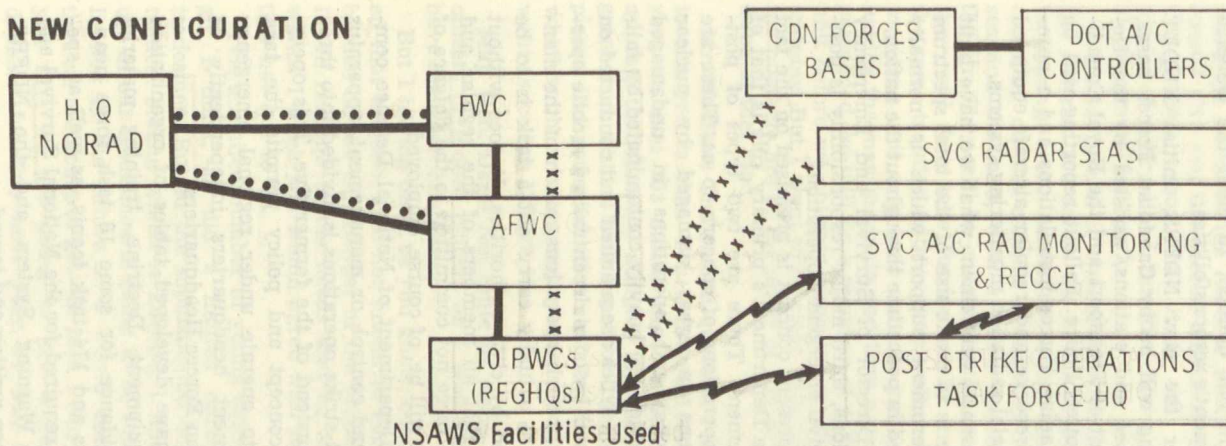 NEW CONFIGURATION
HQ
NORAD
FWC
AFWC
10 PWCs
(REGHQs)
NSAWS Facilities Used
CDN FORCES
BASES
DOT A/C
CONTROLLERS
SVC RADAR STAS
SVC A/C RAD MONITORING
& RECCE
POST STRIKE OPERATIONS
TASK FORCE HQ